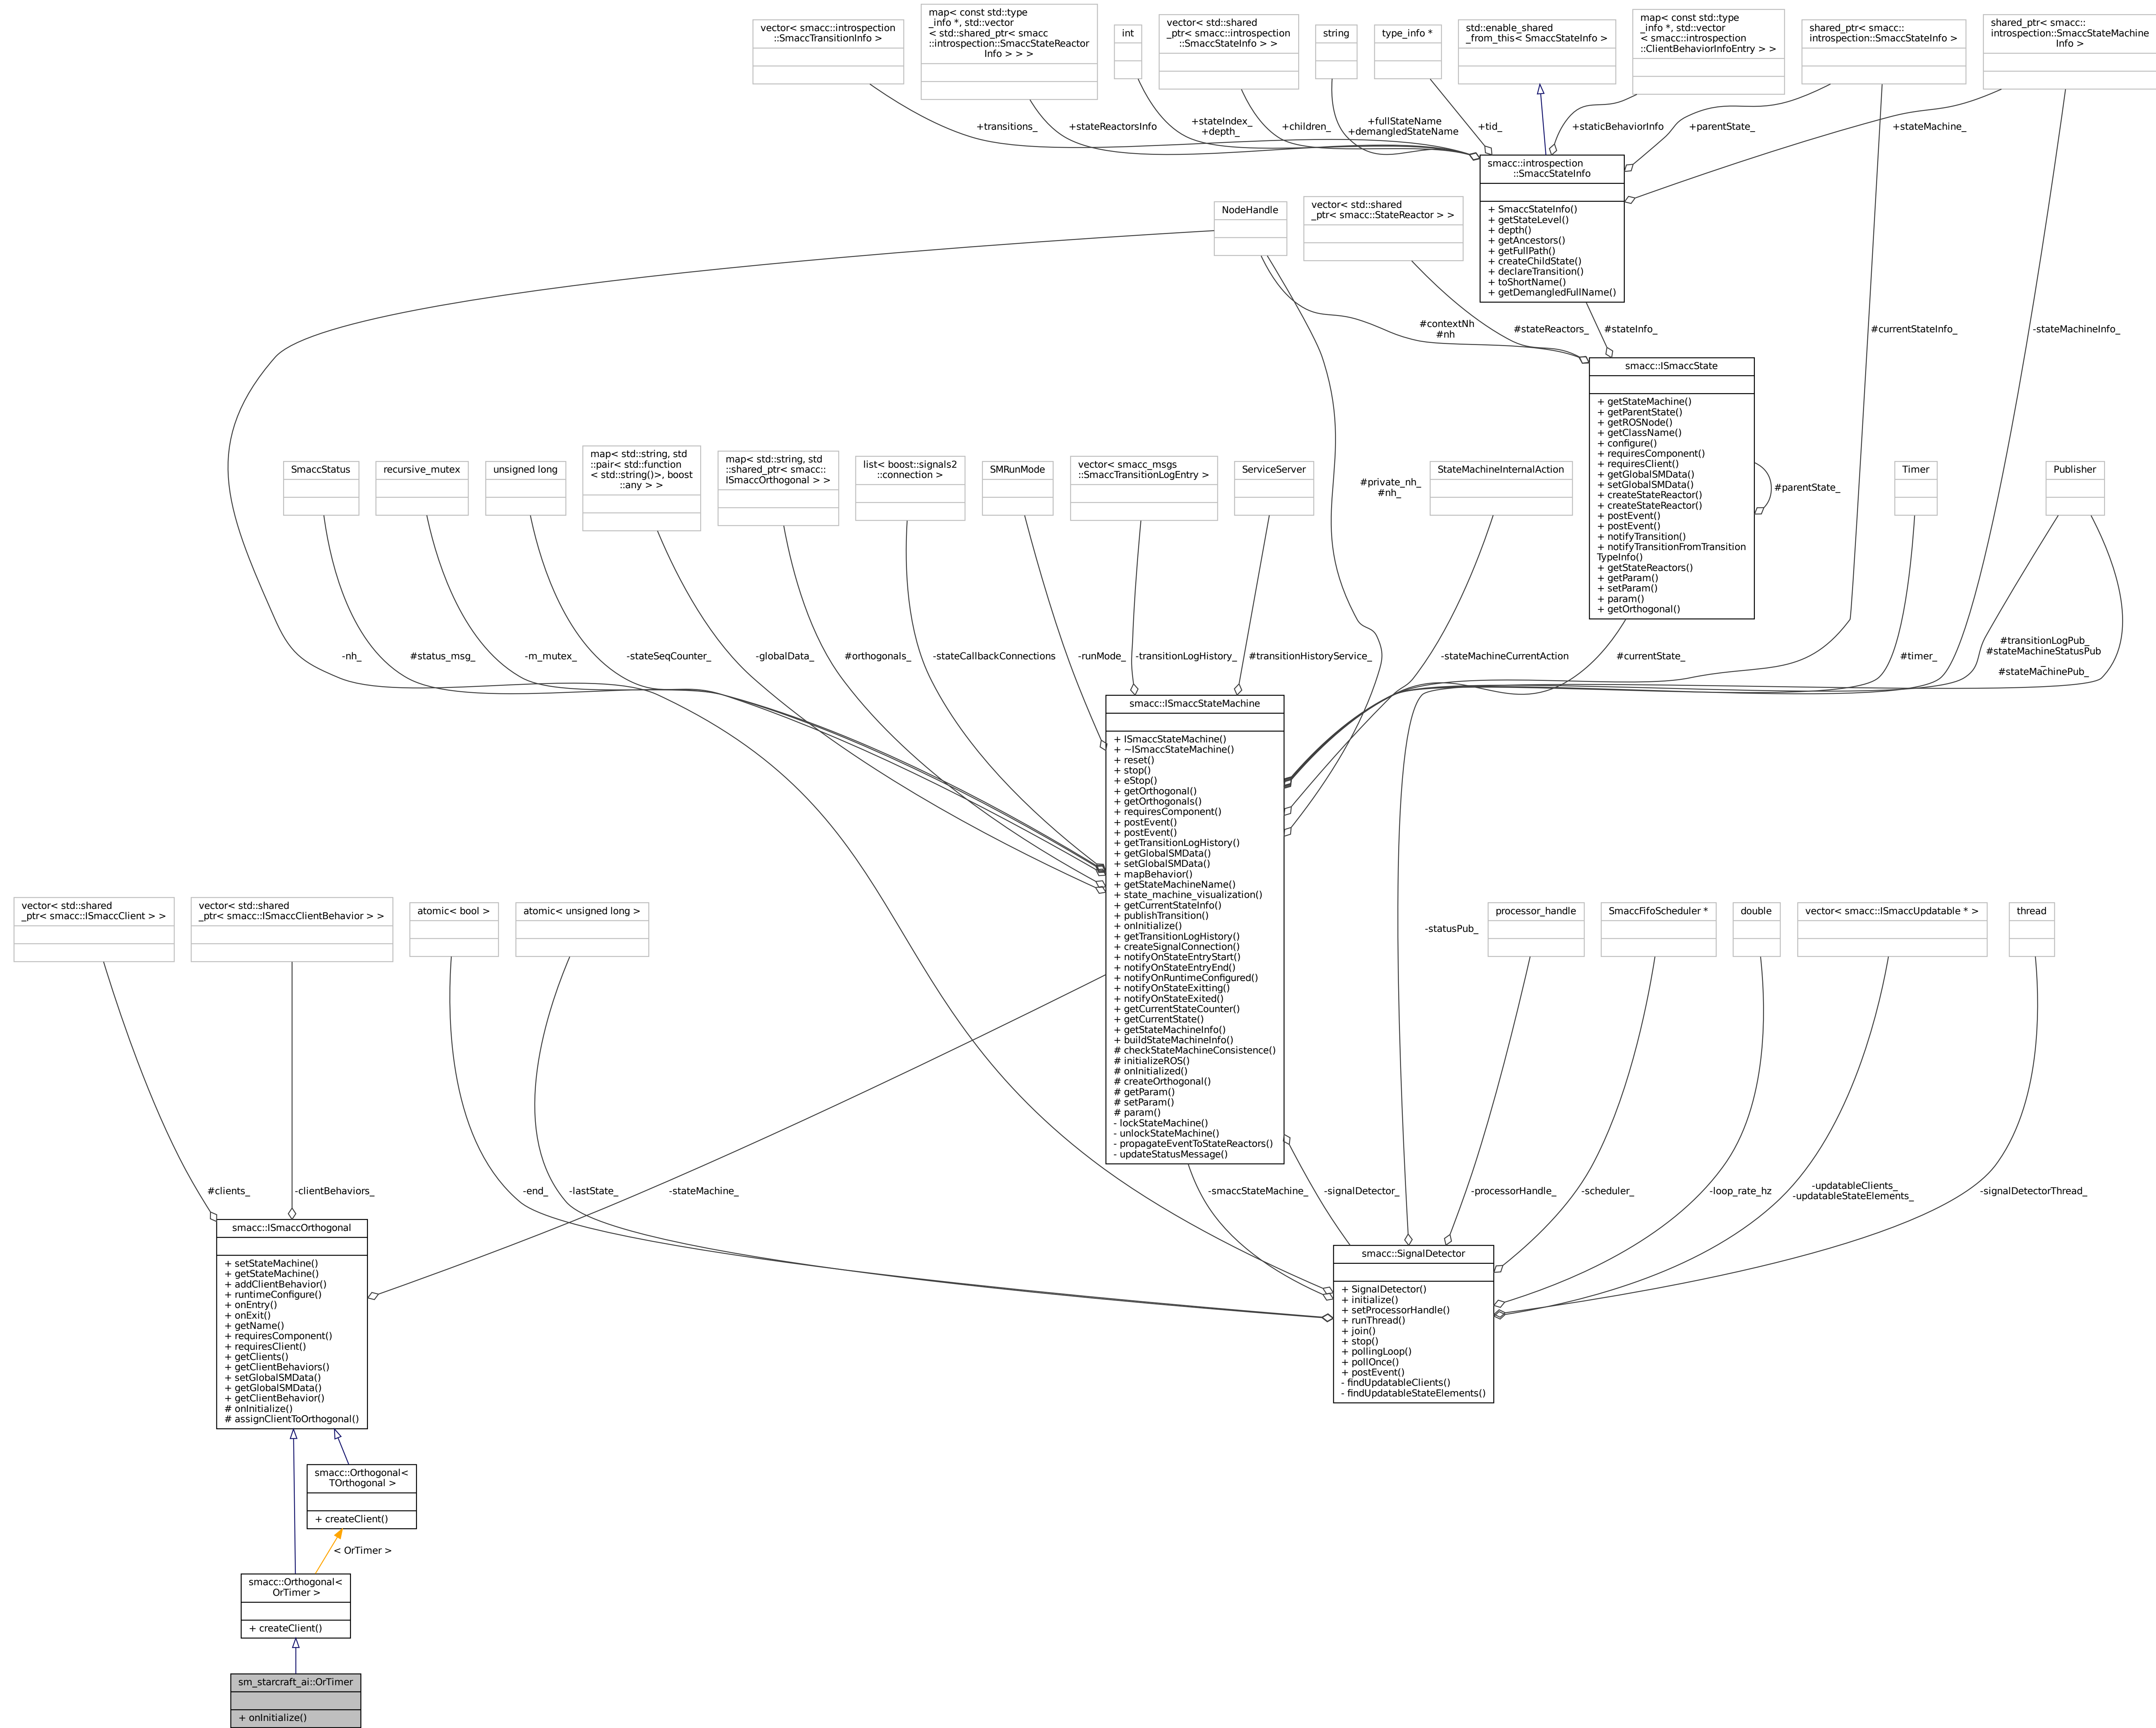 vector< smacc::introspection
::SmaccTransitionInfo >
map< const std::type
_info *, std::vector
< std::shared_ptr< smacc
::introspection::SmaccStateReactor
Info > > >
int
vector< std::shared
_ptr< smacc::introspection
::SmaccStateInfo > >
string
type_info *
std::enable_shared
_from_this< SmaccStateInfo >
map< const std::type
_info *, std::vector
< smacc::introspection
::ClientBehaviorInfoEntry > >
shared_ptr< smacc::
introspection::SmaccStateInfo >
shared_ptr< smacc::
introspection::SmaccStateMachine
Info >
+transitions_
+stateReactorsInfo
+stateIndex_
+depth_
+children_
+fullStateName
+demangledStateName
+tid_
+staticBehaviorInfo
+parentState_
+stateMachine_
smacc::introspection
::SmaccStateInfo
+ SmaccStateInfo()
+ getStateLevel()
+ depth()
+ getAncestors()
+ getFullPath()
+ createChildState()
+ declareTransition()
+ toShortName()
+ getDemangledFullName()
NodeHandle
vector< std::shared
_ptr< smacc::StateReactor > >
#contextNh
#nh
#stateReactors_
#stateInfo_
#currentStateInfo_
-stateMachineInfo_
smacc::ISmaccState
+ getStateMachine()
+ getParentState()
+ getROSNode()
+ getClassName()
+ configure()
+ requiresComponent()
+ requiresClient()
+ getGlobalSMData()
+ setGlobalSMData()
+ createStateReactor()
+ createStateReactor()
+ postEvent()
+ postEvent()
+ notifyTransition()
+ notifyTransitionFromTransition
TypeInfo()
+ getStateReactors()
+ getParam()
+ setParam()
+ param()
+ getOrthogonal()
#parentState_
SmaccStatus
recursive_mutex
unsigned long
map< std::string, std
::pair< std::function
< std::string()>, boost
::any > >
map< std::string, std
::shared_ptr< smacc::
ISmaccOrthogonal > >
list< boost::signals2
::connection >
SMRunMode
vector< smacc_msgs
::SmaccTransitionLogEntry >
ServiceServer
#private_nh_
#nh_
StateMachineInternalAction
Timer
Publisher
-nh_
#status_msg_
-m_mutex_
-stateSeqCounter_
-globalData_
#orthogonals_
-stateCallbackConnections
-runMode_
-transitionLogHistory_
#transitionHistoryService_
-stateMachineCurrentAction
#currentState_
#timer_
#transitionLogPub_
#stateMachineStatusPub
_
#stateMachinePub_
smacc::ISmaccStateMachine
+ ISmaccStateMachine()
+ ~ISmaccStateMachine()
+ reset()
+ stop()
+ eStop()
+ getOrthogonal()
+ getOrthogonals()
+ requiresComponent()
+ postEvent()
+ postEvent()
+ getTransitionLogHistory()
+ getGlobalSMData()
+ setGlobalSMData()
+ mapBehavior()
+ getStateMachineName()
+ state_machine_visualization()
+ getCurrentStateInfo()
+ publishTransition()
+ onInitialize()
+ getTransitionLogHistory()
+ createSignalConnection()
+ notifyOnStateEntryStart()
+ notifyOnStateEntryEnd()
+ notifyOnRuntimeConfigured()
+ notifyOnStateExitting()
+ notifyOnStateExited()
+ getCurrentStateCounter()
+ getCurrentState()
+ getStateMachineInfo()
+ buildStateMachineInfo()
# checkStateMachineConsistence()
# initializeROS()
# onInitialized()
# createOrthogonal()
# getParam()
# setParam()
# param()
- lockStateMachine()
- unlockStateMachine()
- propagateEventToStateReactors()
- updateStatusMessage()
vector< std::shared
_ptr< smacc::ISmaccClient > >
vector< std::shared
_ptr< smacc::ISmaccClientBehavior > >
atomic< bool >
atomic< unsigned long >
-statusPub_
processor_handle
SmaccFifoScheduler *
double
vector< smacc::ISmaccUpdatable * >
thread
#clients_
-clientBehaviors_
-end_
-lastState_
-stateMachine_
-smaccStateMachine_
-signalDetector_
-processorHandle_
-scheduler_
-loop_rate_hz
-updatableClients_
-updatableStateElements_
-signalDetectorThread_
smacc::ISmaccOrthogonal
+ setStateMachine()
+ getStateMachine()
+ addClientBehavior()
+ runtimeConfigure()
+ onEntry()
+ onExit()
+ getName()
+ requiresComponent()
+ requiresClient()
+ getClients()
+ getClientBehaviors()
+ setGlobalSMData()
+ getGlobalSMData()
+ getClientBehavior()
# onInitialize()
# assignClientToOrthogonal()
smacc::SignalDetector
+ SignalDetector()
+ initialize()
+ setProcessorHandle()
+ runThread()
+ join()
+ stop()
+ pollingLoop()
+ pollOnce()
+ postEvent()
- findUpdatableClients()
- findUpdatableStateElements()
smacc::Orthogonal<
TOrthogonal >
+ createClient()
< OrTimer >
smacc::Orthogonal<
OrTimer >
+ createClient()
sm_starcraft_ai::OrTimer
+ onInitialize()